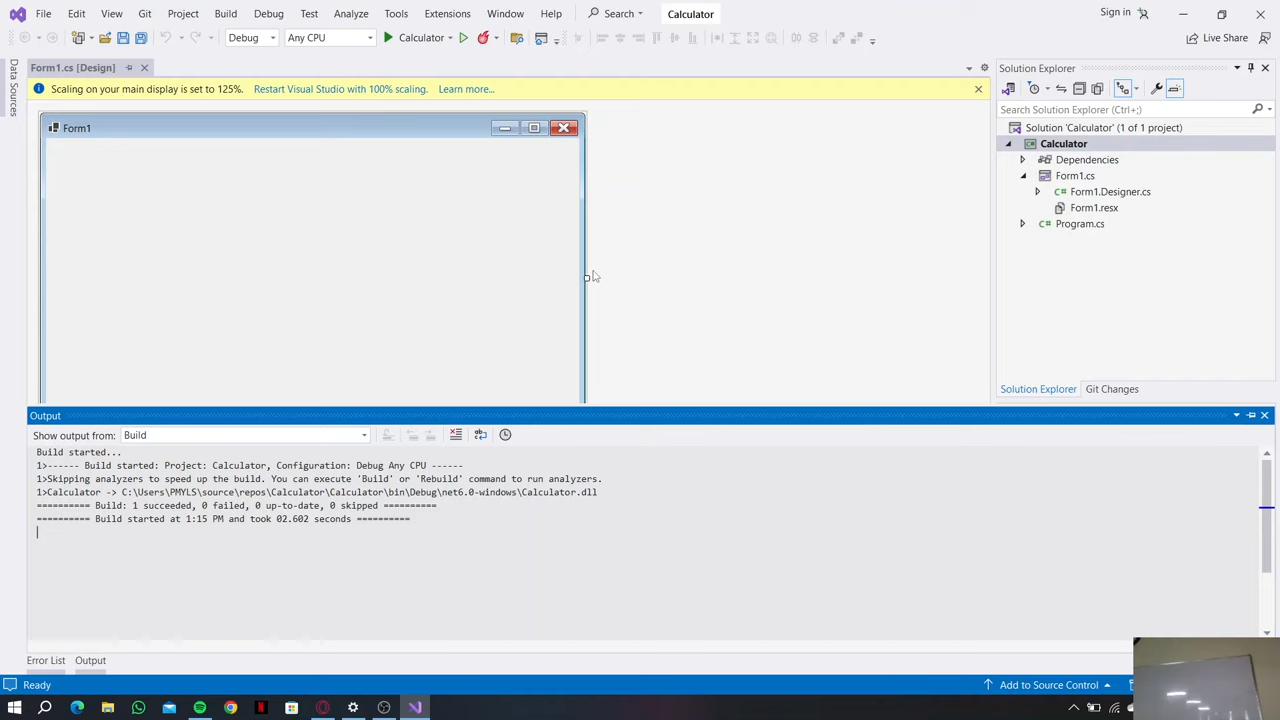 File Edit View Git Project Build Debug Test Analyze Tools Extensions Window Help Search Calculator Sign in
Debug Any CPU Calculator Live Share
Data Sources
Form1.cs [Design]
Scaling on your main display is set to 125%. Restart Visual Studio with 100% scaling. Learn more...
Form1
Solution Explorer
Search Solution Explorer (Ctrl+;)
Solution 'Calculator' (1 of 1 project)
Calculator
Dependencies
Form1.cs
C# Form1.Designer.cs
Form1.resx
C# Program.cs
Solution Explorer Git Changes
Output
Show output from: Build
Build started...
1>------ Build started: Project: Calculator, Configuration: Debug Any CPU ------
1>Skipping analyzers to speed up the build. You can execute 'Build' or 'Rebuild' command to run analyzers.
1>Calculator -> C:\Users\PMYLS\source\repos\Calculator\Calculator\bin\Debug\net6.0-windows\Calculator.dll
========== Build: 1 succeeded, 0 failed, 0 up-to-date, 0 skipped ==========
========== Build started at 1:15 PM and took 02.602 seconds ==========
Error List Output
Ready Add to Source Control